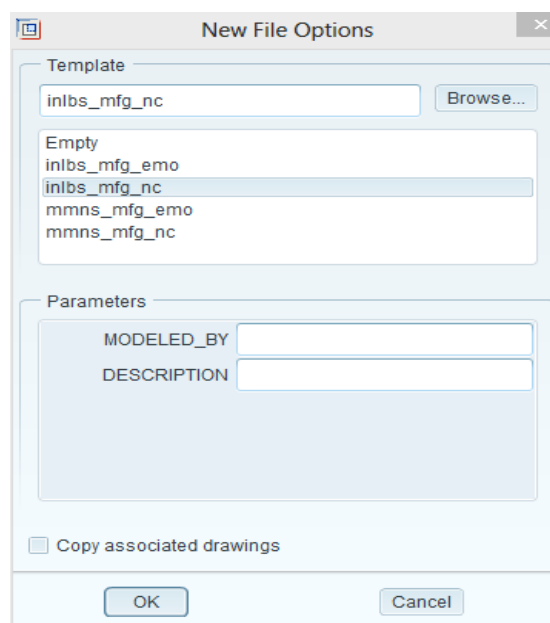 New File Options
Template
inlbs_mfg_nc
Browse...
Empty
inlbs_mfg_emo
inlbs_mfg_nc
mmns_mfg_emo
mmns_mfg_nc
Parameters
MODELED_BY
DESCRIPTION
Copy associated drawings
OK Cancel